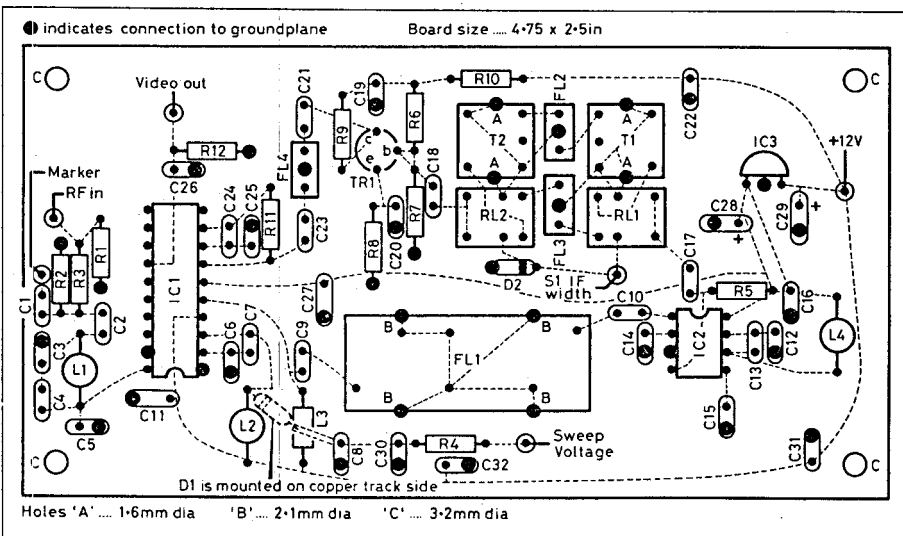 indicates connection to groundplane Board size .... 4·75 x 2·5in
C
C
Video out
C21
C19
R10
FL2
C22
R9
R6
A
A
T2
T1
A
A
IC3
+12V
R12
FL4
c
b
e
TR1
C18
Marker
RF in
C26
C24
C25
R11
C23
R8
C20
R7
RL2
FL3
RL1
C28
+
C29
+
R1
R2
R3
IC1
D2
S1 IF
width
C17
C1
C2
C27
C10
R5
C16
C3
L1
C6
C7
C9
B
B
FL1
C14
IC2
C13
C12
L4
C4
B
B
C5
C11
L2
L3
C15
C8
C30
R4
Sweep
Voltage
C31
C
C32
C
D1 is mounted on copper track side
Holes 'A' .... 1·6mm dia 'B' .... 2·1mm dia 'C' .... 3·2mm dia